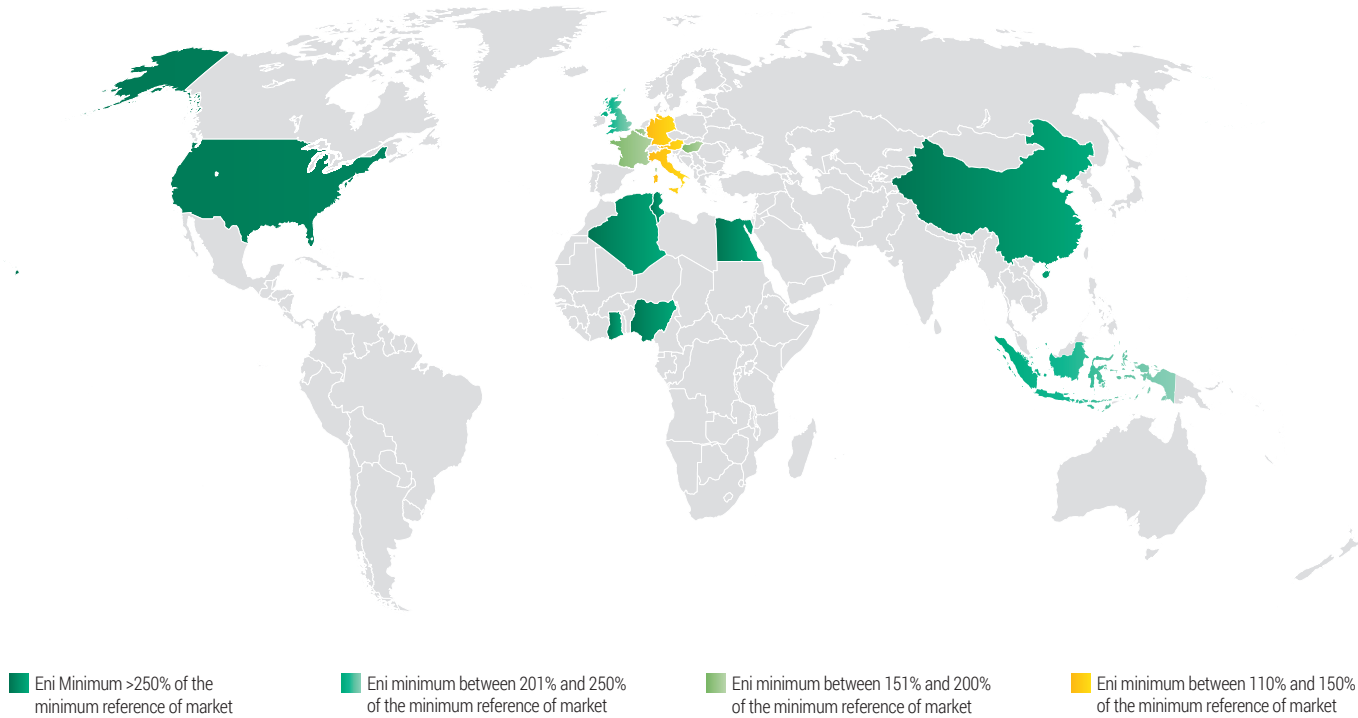 Eni Minimum >250% of the
minimum reference of market
Eni minimum between 201% and 250%
of the minimum reference of market
Eni minimum between 151% and 200%
of the minimum reference of market
Eni minimum between 110% and 150%
of the minimum reference of market